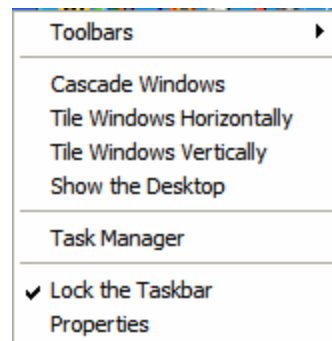 Toolbars
Cascade Windows
Tile Windows Horizontally
Tile Windows Vertically
Show the Desktop
Task Manager
Lock the Taskbar
Properties